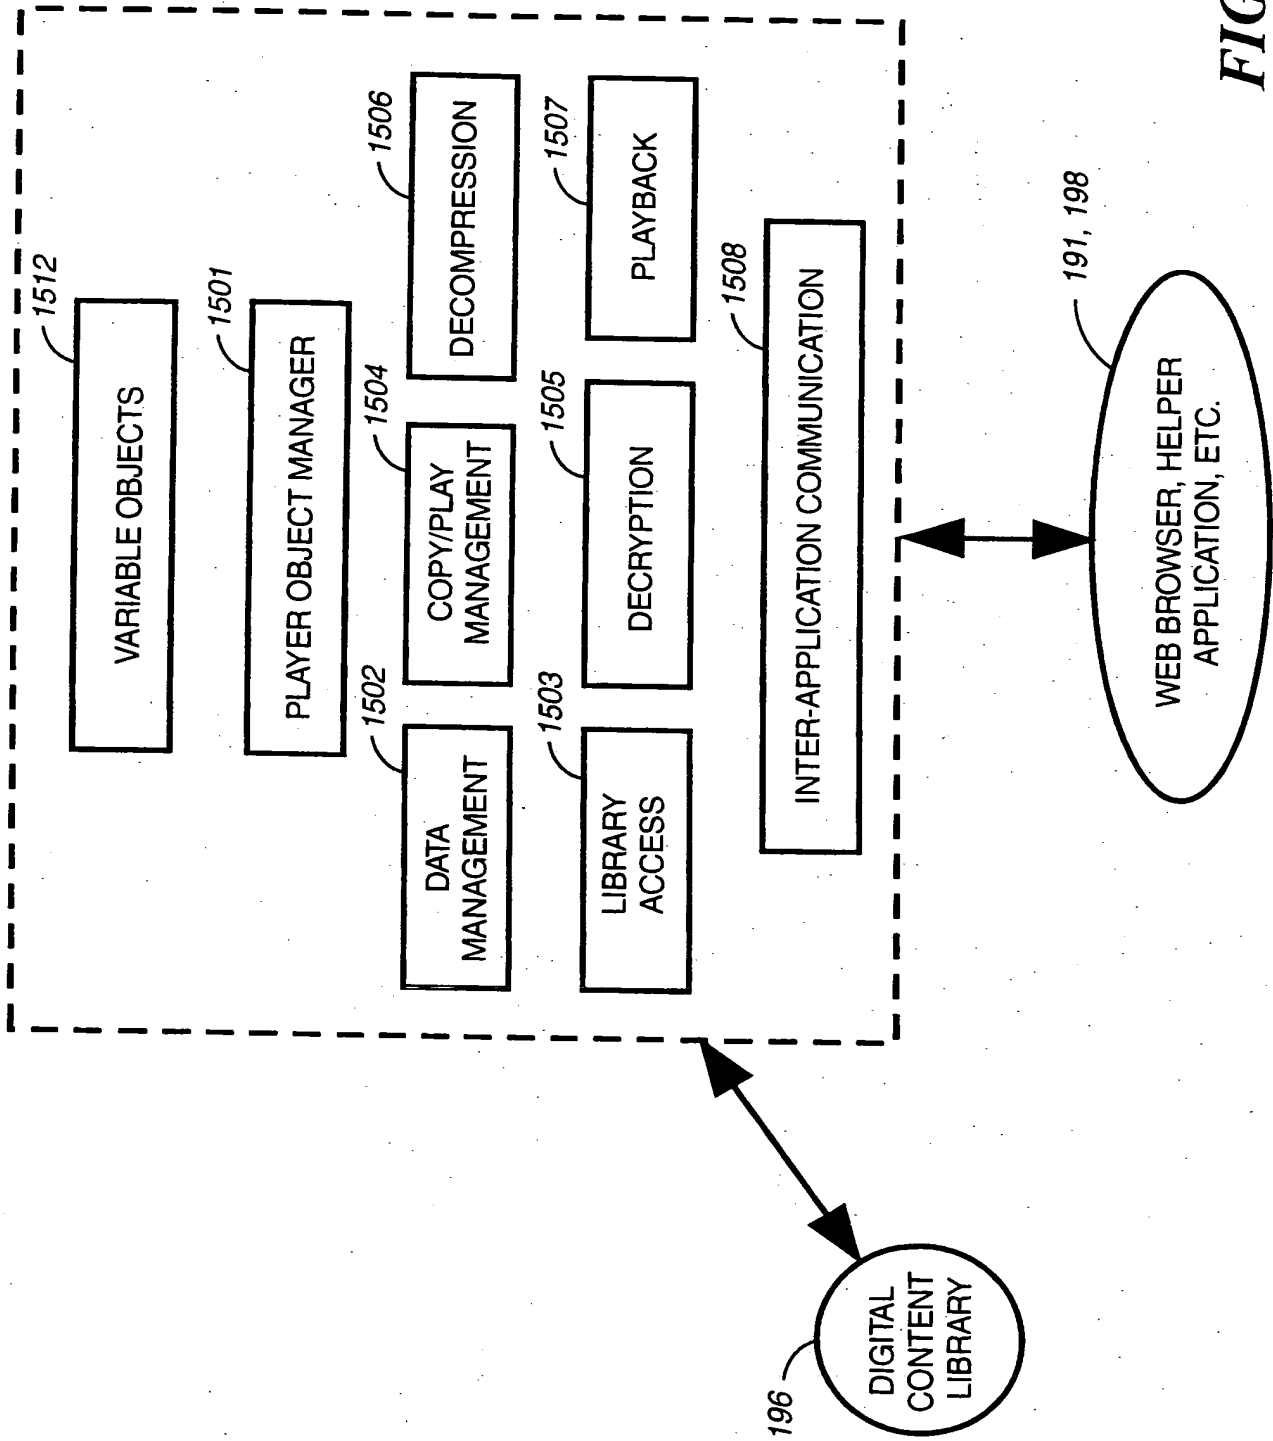 1512
VARIABLE OBJECTS
1501
PLAYER OBJECT MANAGER
1502
DATA
MANAGEMENT
1504
COPY/PLAY
MANAGEMENT
1506
DECOMPRESSION
1503
LIBRARY
ACCESS
1505
DECRYPTION
1507
PLAYBACK
1508
INTER-APPLICATION COMMUNICATION
196
DIGITAL
CONTENT
LIBRARY
191, 198
WEB BROWSER, HELPER
APPLICATION, ETC.
FIG